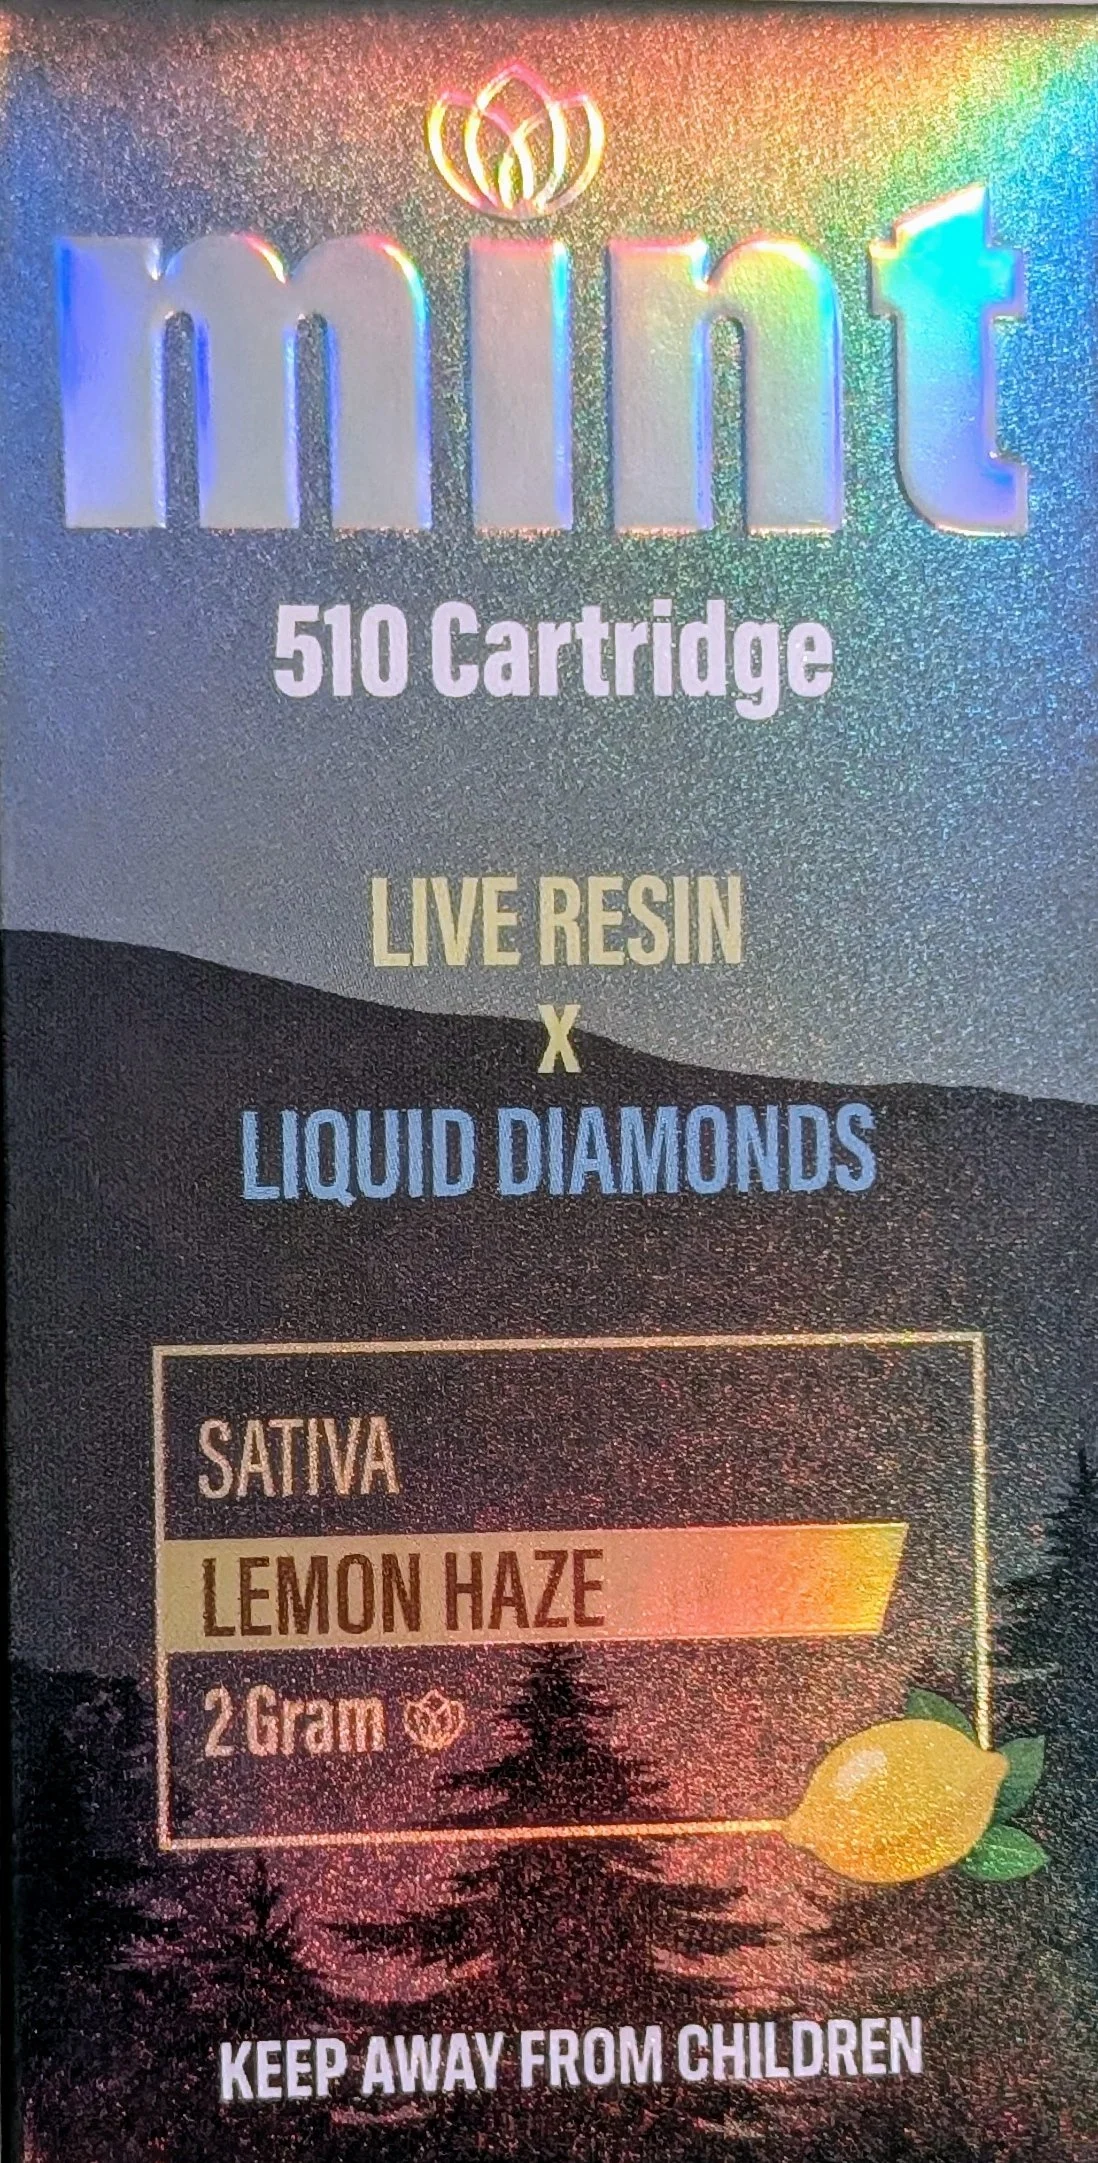 mint
510 Cartridge
LIVE RESIN
X
LIQUID DIAMONDS
SATIVA
LEMON HAZE
2 Gram
KEEP AWAY FROM CHILDREN